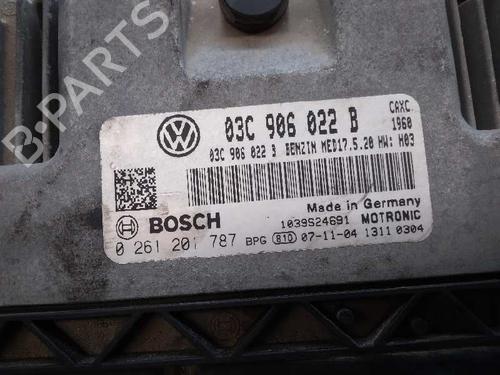 B-PARTS
03C 906 022 B CAXC
1960
03C 906 022 B BENZIN MED17.5.20 HW: H03
Made in Germany
BOSCH 1039S24691 MOTRONIC
0 261 201 787 BPG 810 07-11-04 1311 0304